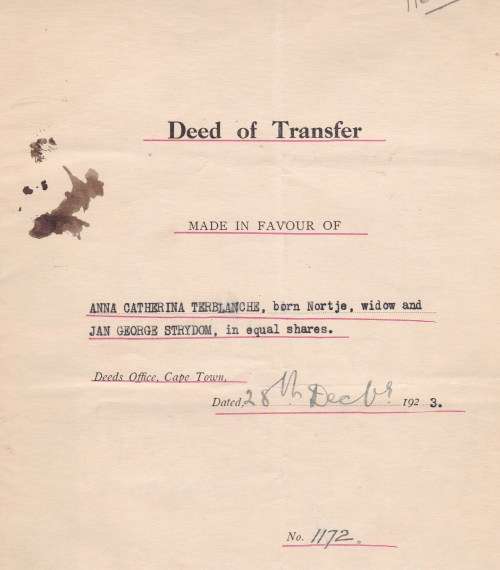 Deed of Transfer
MADE IN FAVOUR OF
ANNA CATHERINA TERBLANCHE, born Nortje, widow and
JAN GEORGE STRYDOM, in equal shares.
Deeds Office, Cape Town,
Dated, 28th Decbr 1923.
No. 1172.